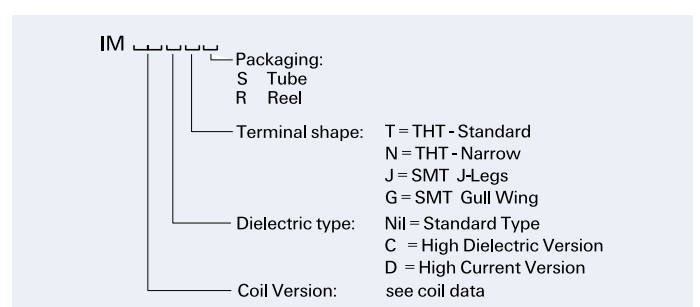 IM
Packaging:
S Tube
R Reel
Terminal shape: T = THT - Standard
N = THT - Narrow
J = SMT J-Legs
G = SMT Gull Wing
Dielectric type: Nil = Standard Type
C = High Dielectric Version
D = High Current Version
Coil Version: see coil data